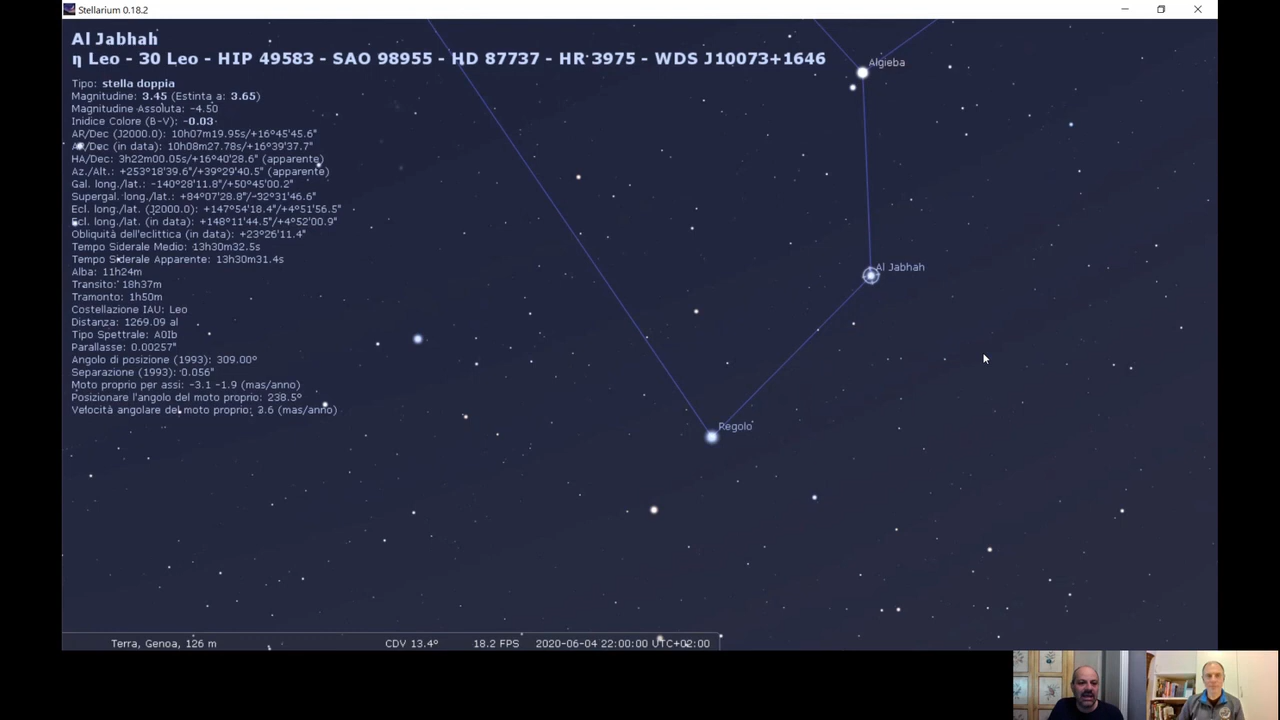 Stellarium 0.18.2
Al Jabhah
η Leo - 30 Leo - HIP 49583 - SAO 98955 - HD 87737 - HR 3975 - WDS J10073+1646
Tipo: stella doppia
Magnitudine: 3.45 (Estinta a: 3.65)
Magnitudine Assoluta: -4.50
Inidice Colore (B-V): -0.03
AR/Dec (J2000.0): 10h07m19.95s/+16°45'45.6"
AR/Dec (in data): 10h08m27.78s/+16°39'37.7"
HA/Dec: 3h22m00.05s/+16°40'28.6" (apparente)
Az./Alt.: +253°18'39.6"/+39°29'40.5" (apparente)
Gal. long./lat.: -140°28'11.8"/+50°45'00.2"
Supergal. long./lat.: +84°07'28.8"/-32°31'46.6"
Ecl. long./lat. (J2000.0): +147°54'18.4"/+4°51'56.5"
Ecl. long./lat. (in data): +148°11'44.5"/+4°52'00.9"
Obliquità dell'eclittica (in data): +23°26'11.4"
Tempo Siderale Medio: 13h30m32.5s
Tempo Siderale Apparente: 13h30m31.4s
Alba: 11h24m
Transito: 18h37m
Tramonto: 1h50m
Costellazione IAU: Leo
Distanza: 1269.09 al
Tipo Spettrale: A0Ib
Parallasse: 0.00257"
Angolo di posizione (1993): 309.00°
Separazione (1993): 0.056"
Moto proprio per assi: -3.1 -1.9 (mas/anno)
Posizionare l'angolo del moto proprio: 238.5°
Velocità angolare del moto proprio: 3.6 (mas/anno)
Algieba
Al Jabhah
Regolo
Terra, Genoa, 126 m CDV 13.4° 18.2 FPS 2020-06-04 22:00:00 UTC+02:00